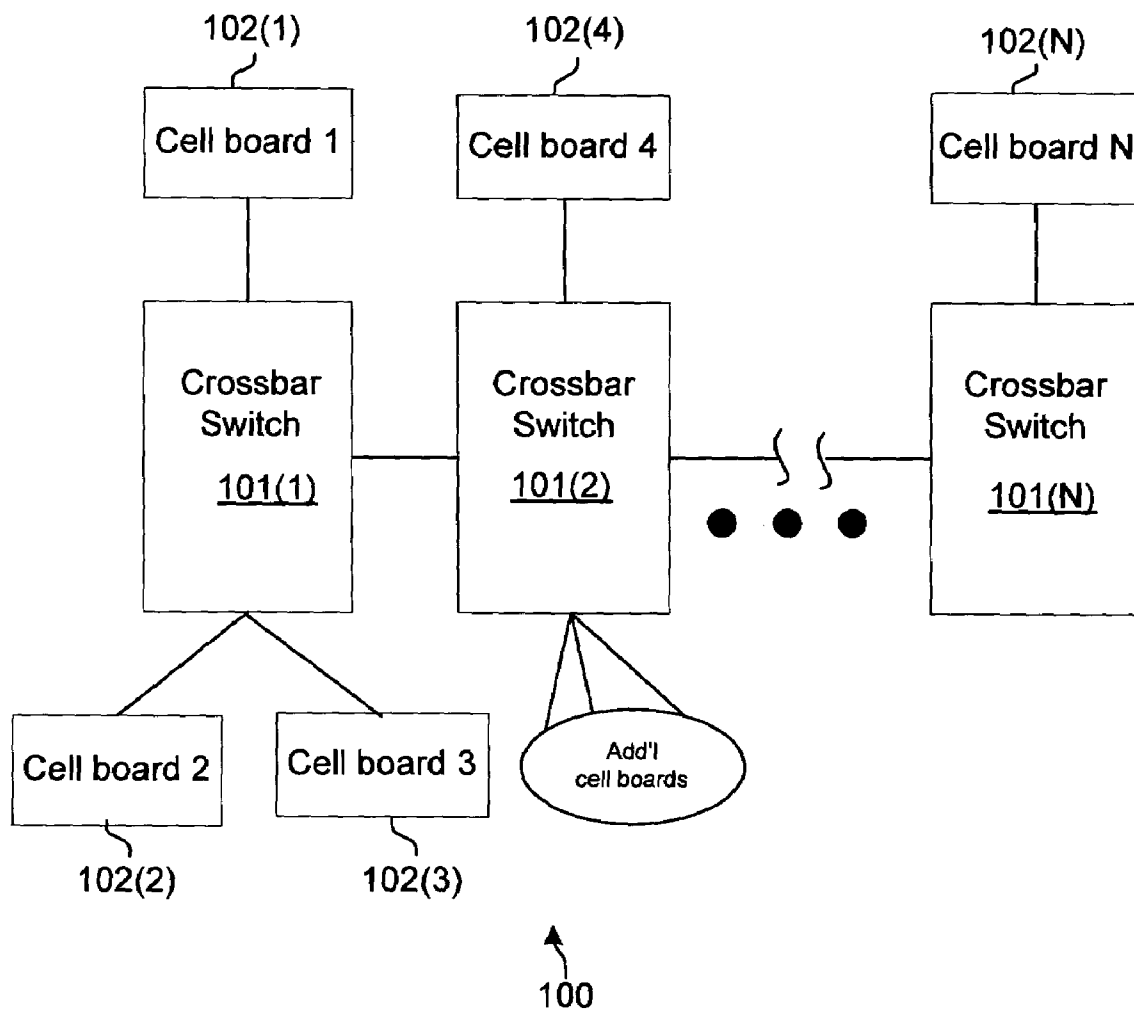 102(1)
102(4)
102(N)
Cell board 1
Cell board 4
Cell board N
Crossbar
Switch
101(1)
Crossbar
Switch
101(2)
Crossbar
Switch
101(N)
Cell board 2
Cell board 3
Add'l
cell boards
102(2)
102(3)
100